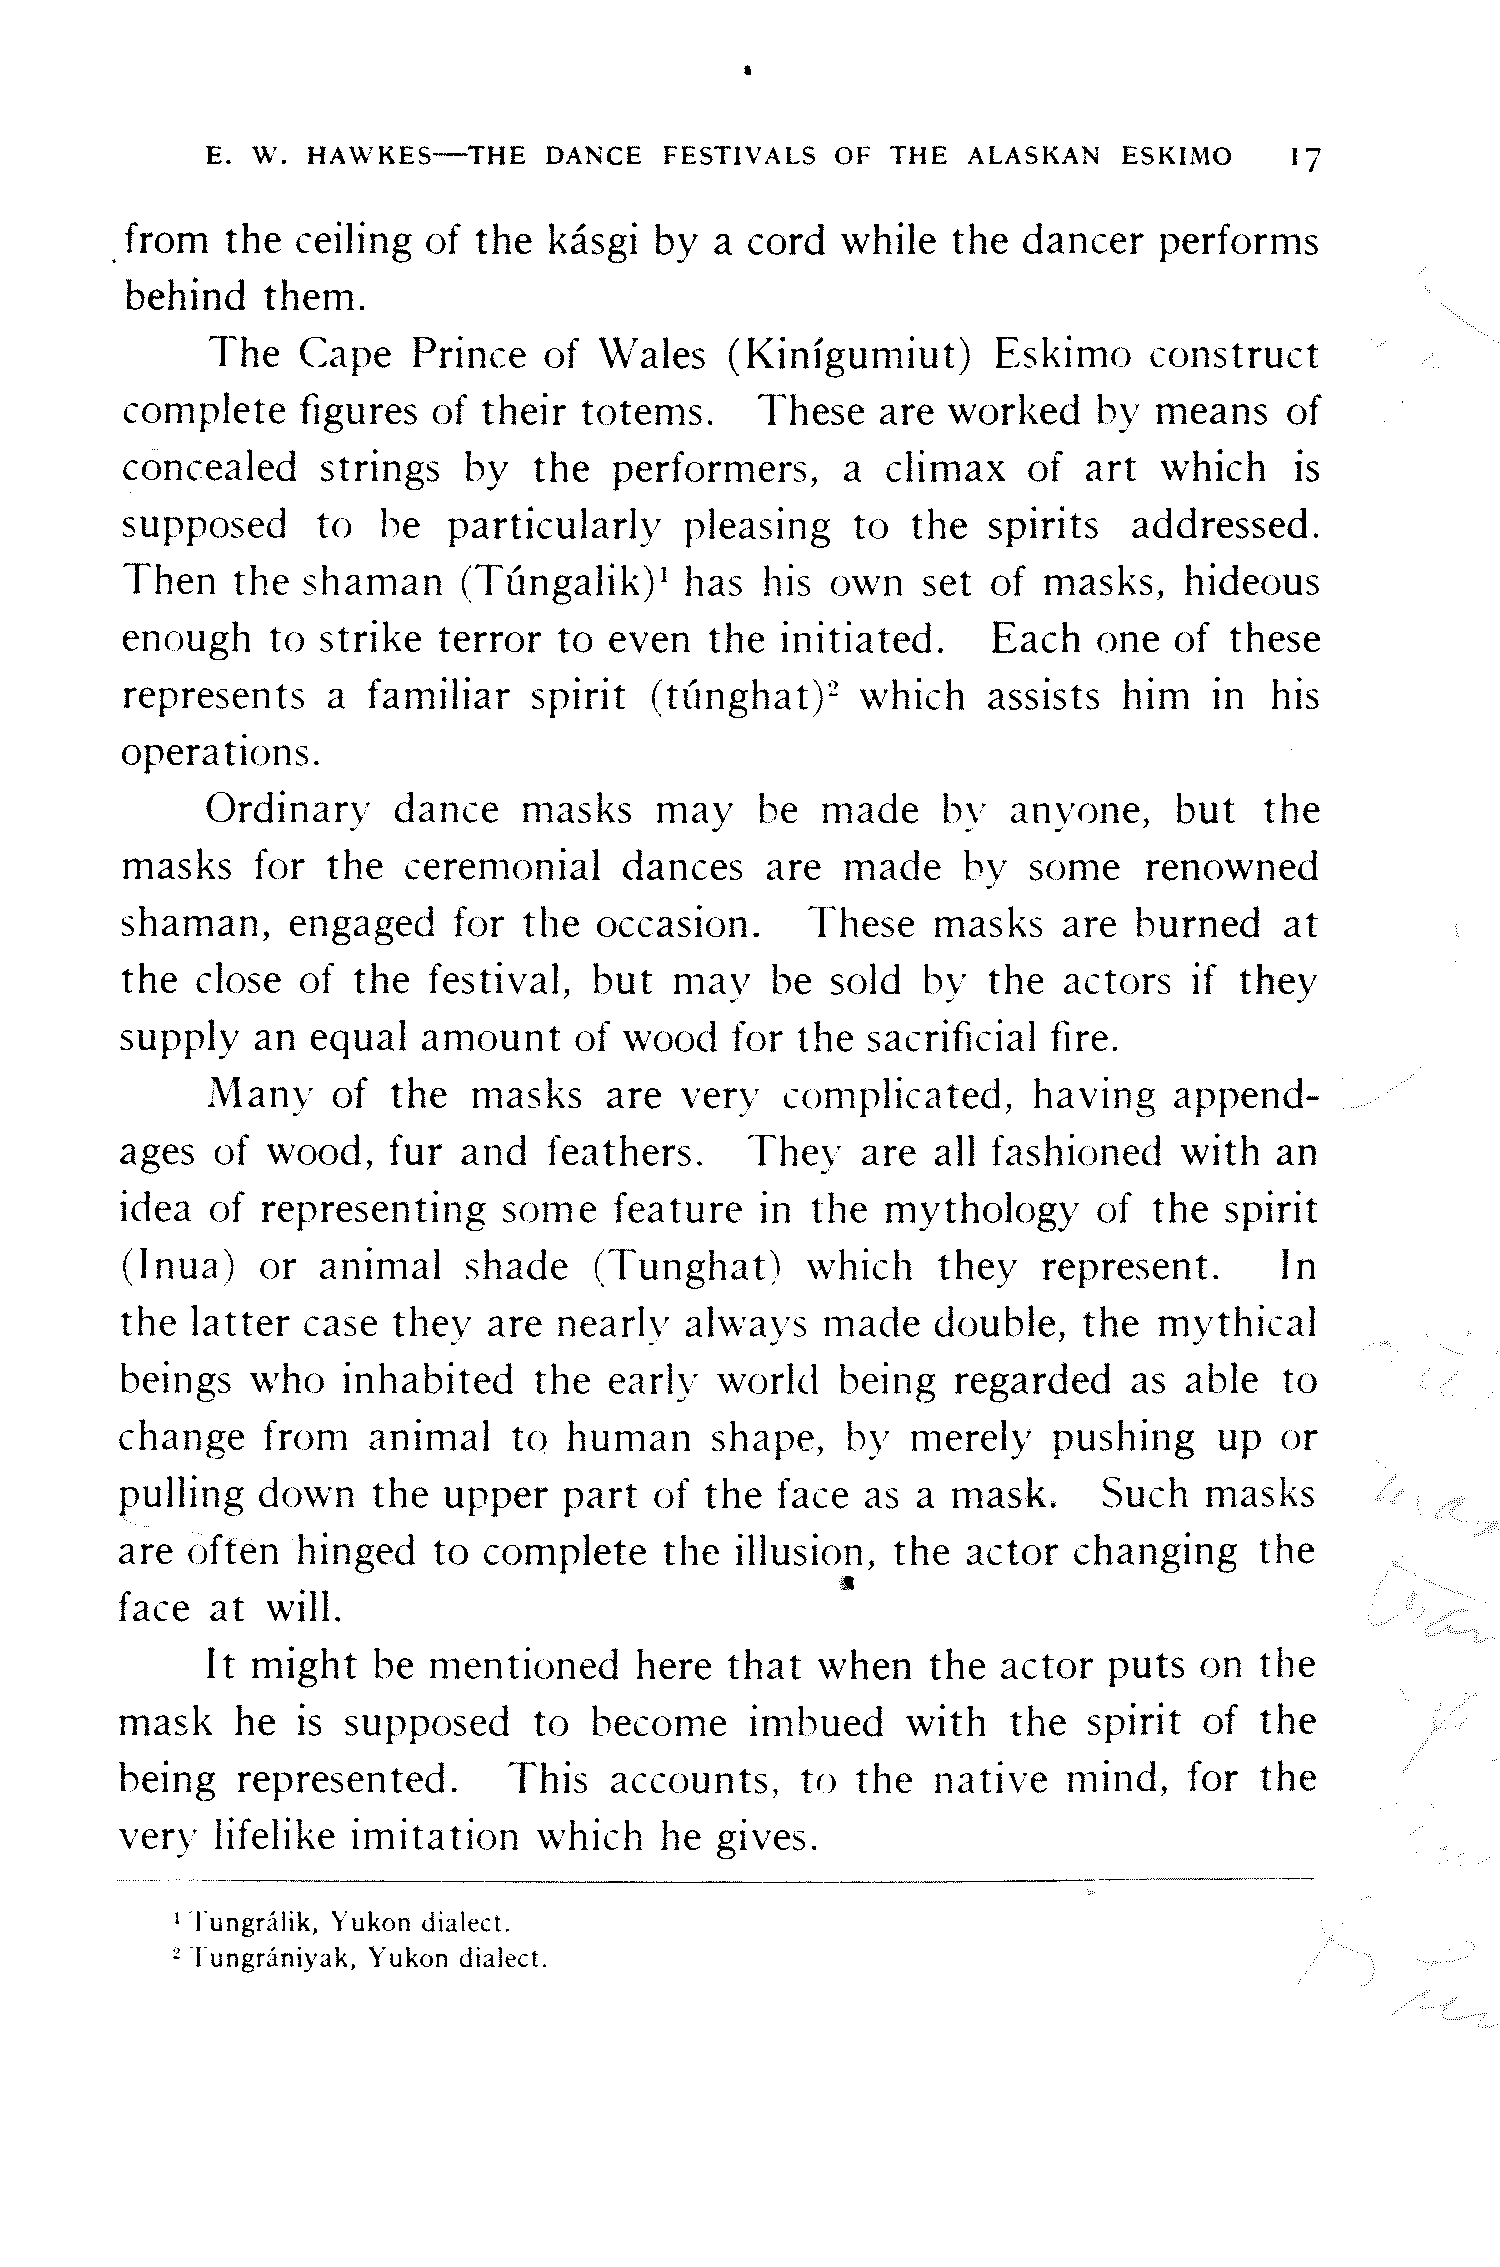 E. W. HAWKES—THE DANCE FESTIVALS OF THE ALASKAN ESKIMO 17
from the ceiling of the kásgi by a cord while the dancer performs
behind them.
The Cape Prince of Wales (Kinígumiut) Eskimo construct
complete figures of their totems. These are worked by means of
concealed strings by the performers, a climax of art which is
supposed to be particularly pleasing to the spirits addressed.
Then the shaman (Túngalik)¹ has his own set of masks, hideous
enough to strike terror to even the initiated. Each one of these
represents a familiar spirit (túnghat)² which assists him in his
operations.
Ordinary dance masks may be made by anyone, but the
masks for the ceremonial dances are made by some renowned
shaman, engaged for the occasion. These masks are burned at
the close of the festival, but may be sold by the actors if they
supply an equal amount of wood for the sacrificial fire.
Many of the masks are very complicated, having append-
ages of wood, fur and feathers. They are all fashioned with an
idea of representing some feature in the mythology of the spirit
(Inua) or animal shade (Tunghat) which they represent. In
the latter case they are nearly always made double, the mythical
beings who inhabited the early world being regarded as able to
change from animal to human shape, by merely pushing up or
pulling down the upper part of the face as a mask. Such masks
are often hinged to complete the illusion, the actor changing the
face at will.
It might be mentioned here that when the actor puts on the
mask he is supposed to become imbued with the spirit of the
being represented. This accounts, to the native mind, for the
very lifelike imitation which he gives.
¹ Tungrálik, Yukon dialect.
² Tungrániyak, Yukon dialect.